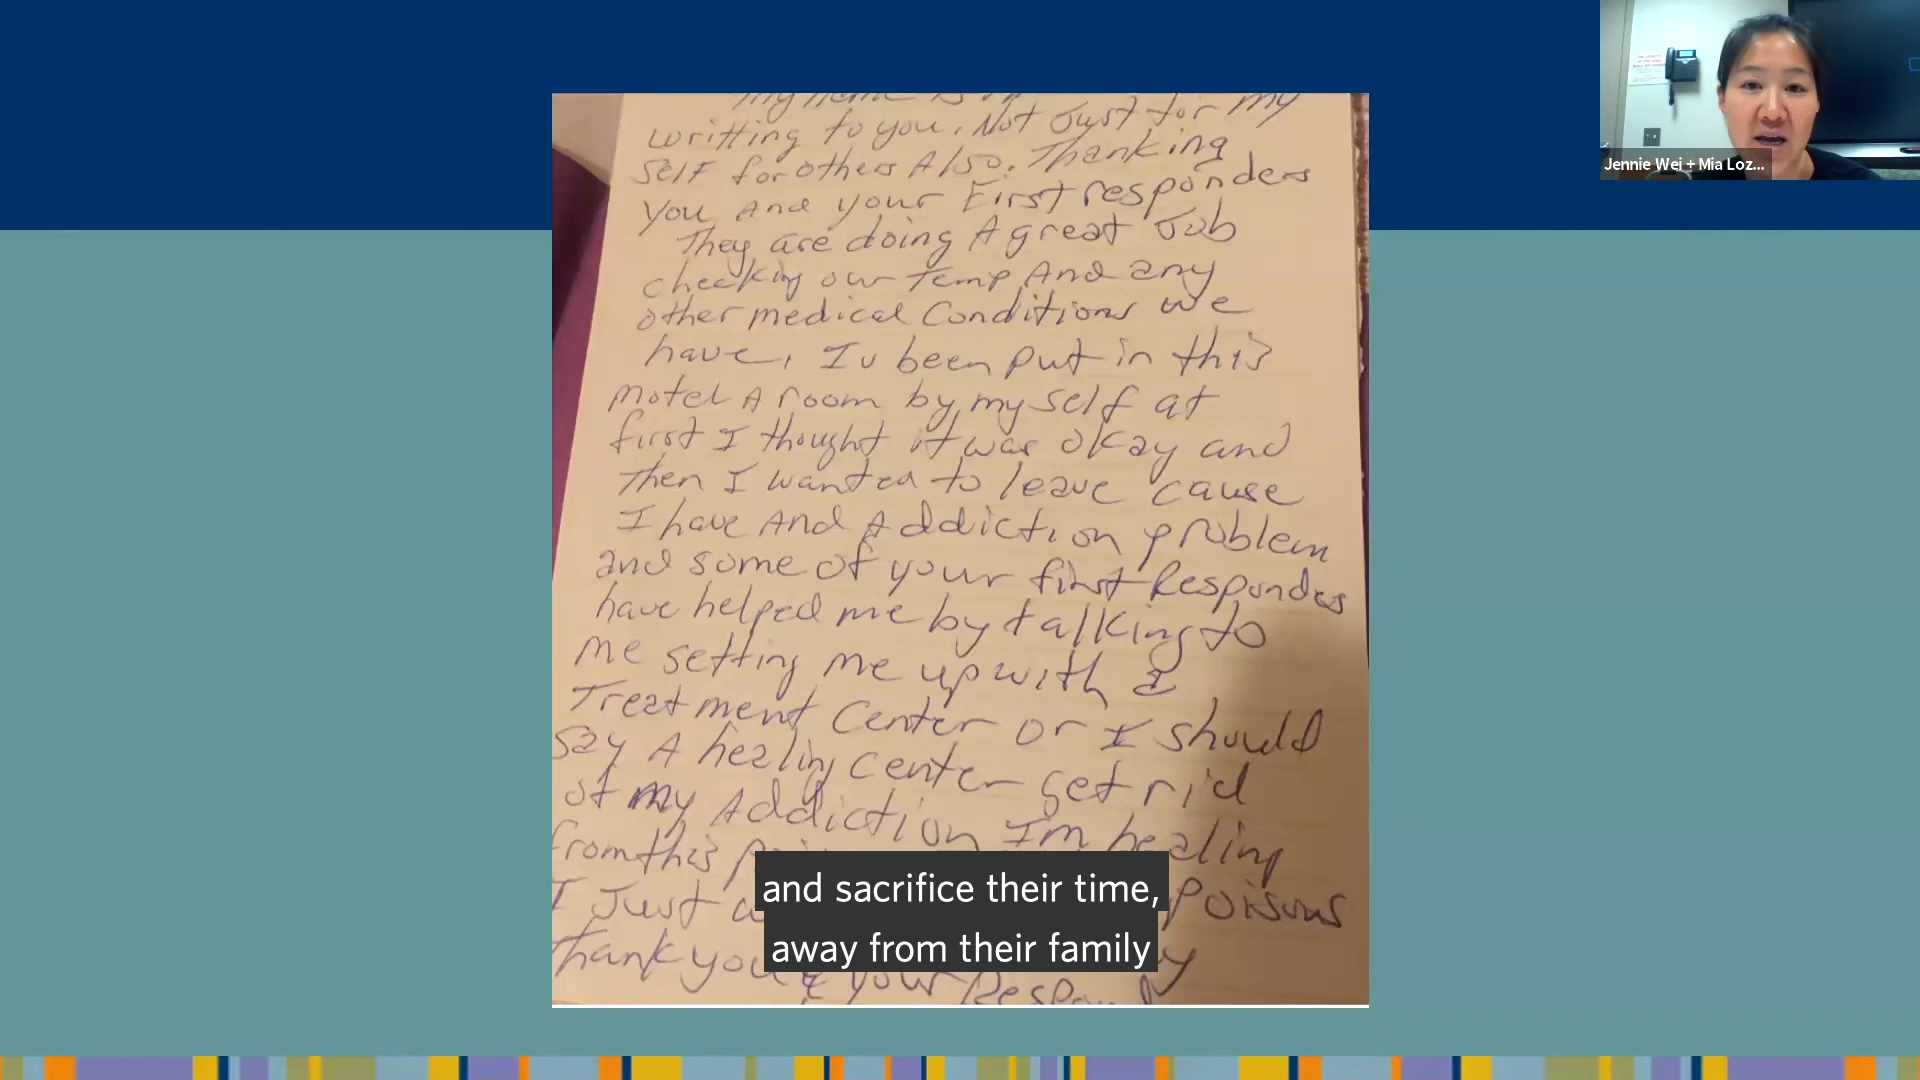 Jennie Wei + Mia Loz...
My name is
writting to you. Not Just for my
self for others Also. Thanking
you And your First responders
They are doing A great Job
checking our Temp And any
other medical Conditions we
have, Iv been put in this
motel A room by myself at
first I thought it was okay and
Then I wanted to leave cause
I have And Addiction problem
and some of your first Responders
have helped me by talking to
me setting me up with a
Treatment Center or I should
say A healing center get rid
of my Addiction I'm healing
from this
I Just
poisons
Thank you & your
and sacrifice their time,
away from their family